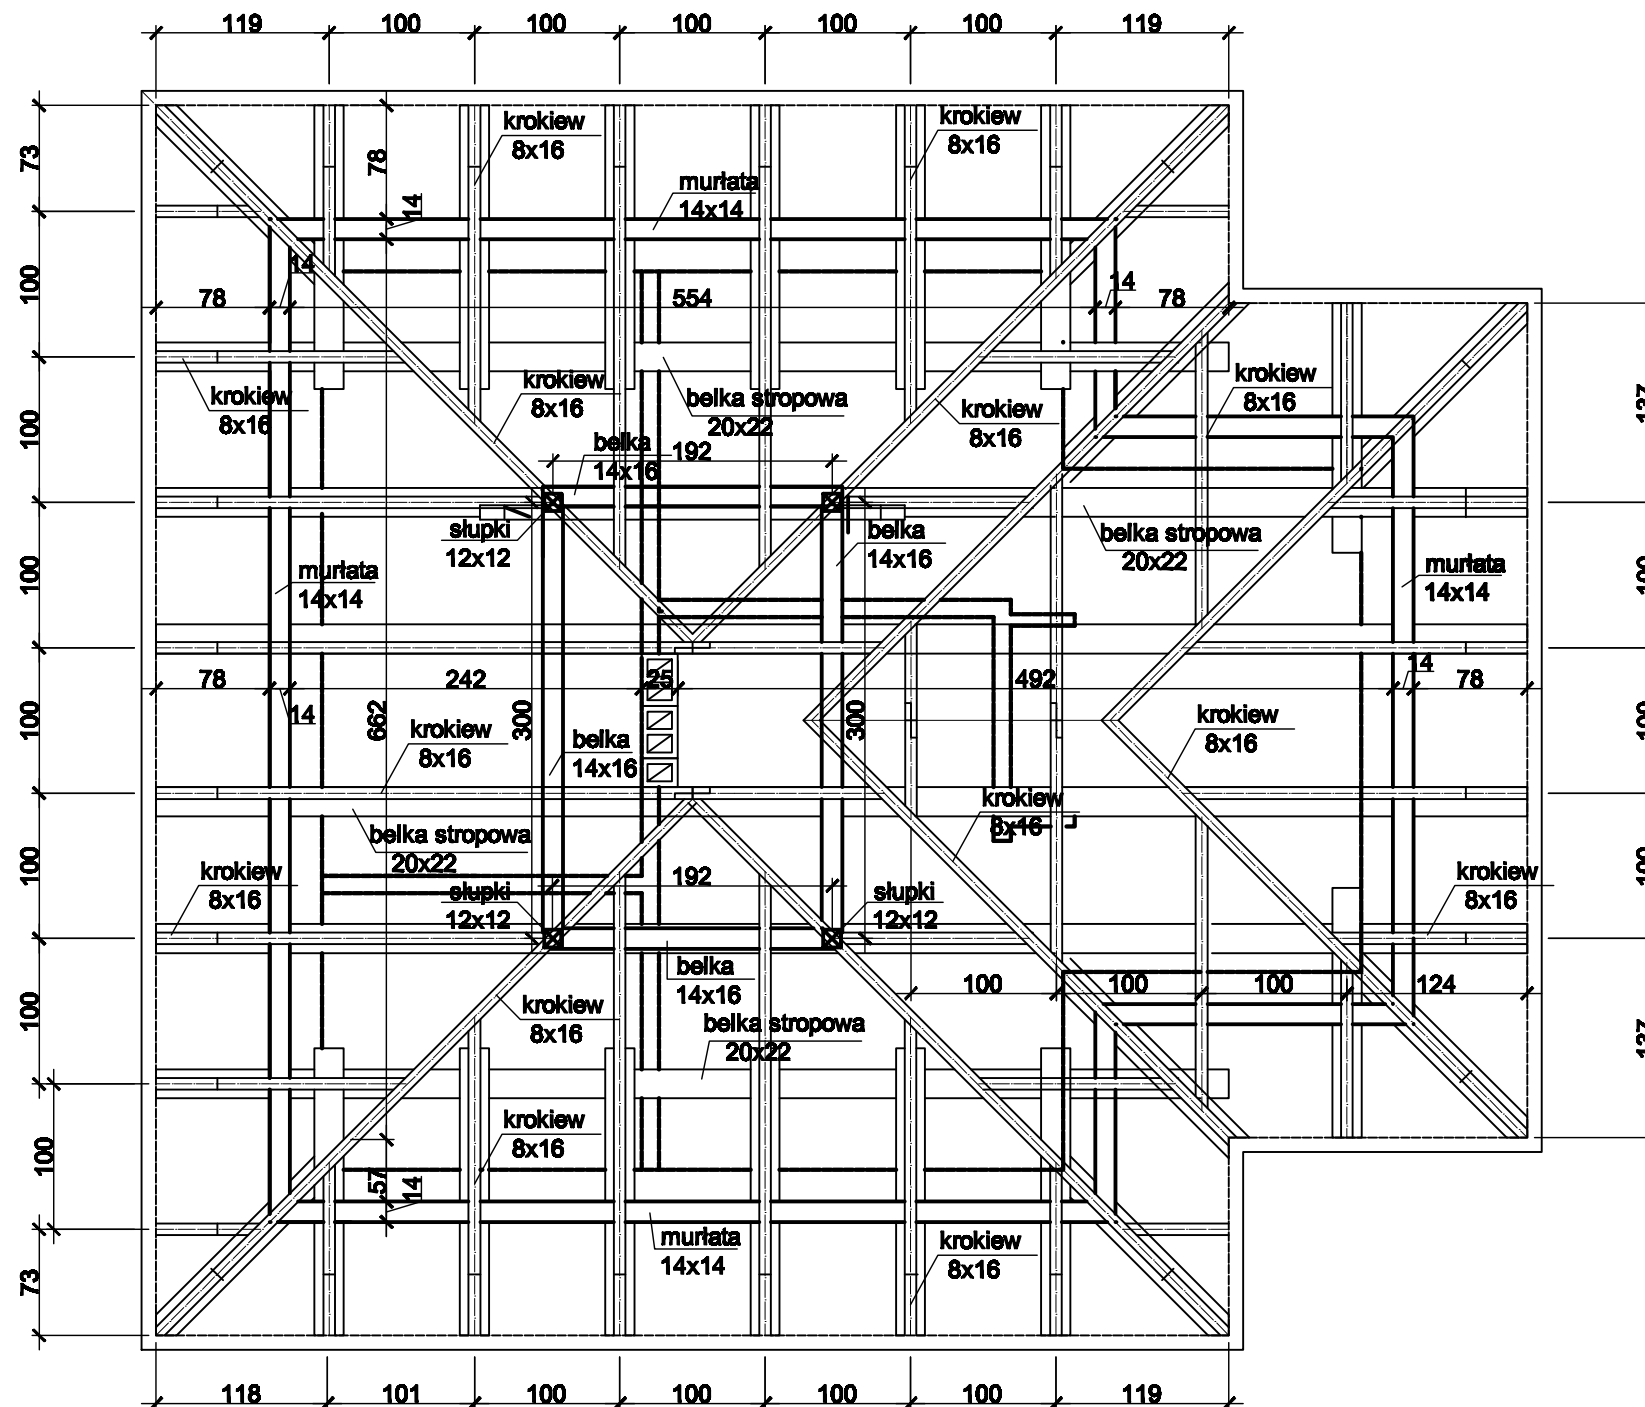 119
100
100
100
100
100
119
krokiew
8x16
krokiew
8x16
73
78
14
murłata
14x14
100
14
78
554
14
78
krokiew
8x16
krokiew
8x16
belka stropowa
20x22
krokiew
8x16
krokiew
8x16
137
100
belka
14x16
192
słupki
12x12
belka
14x16
belka stropowa
20x22
murłata
14x14
murłata
14x14
100
100
78
14
242
25
492
14
78
662
300
300
100
100
krokiew
8x16
belka
14x16
krokiew
8x16
krokiew
8x16
belka stropowa
20x22
krokiew
8x16
192
słupki
12x12
słupki
12x12
krokiew
8x16
100
100
belka
14x16
100
100
100
124
krokiew
8x16
belka stropowa
20x22
100
137
krokiew
8x16
100
57
14
murłata
14x14
krokiew
8x16
73
118
101
100
100
100
100
119